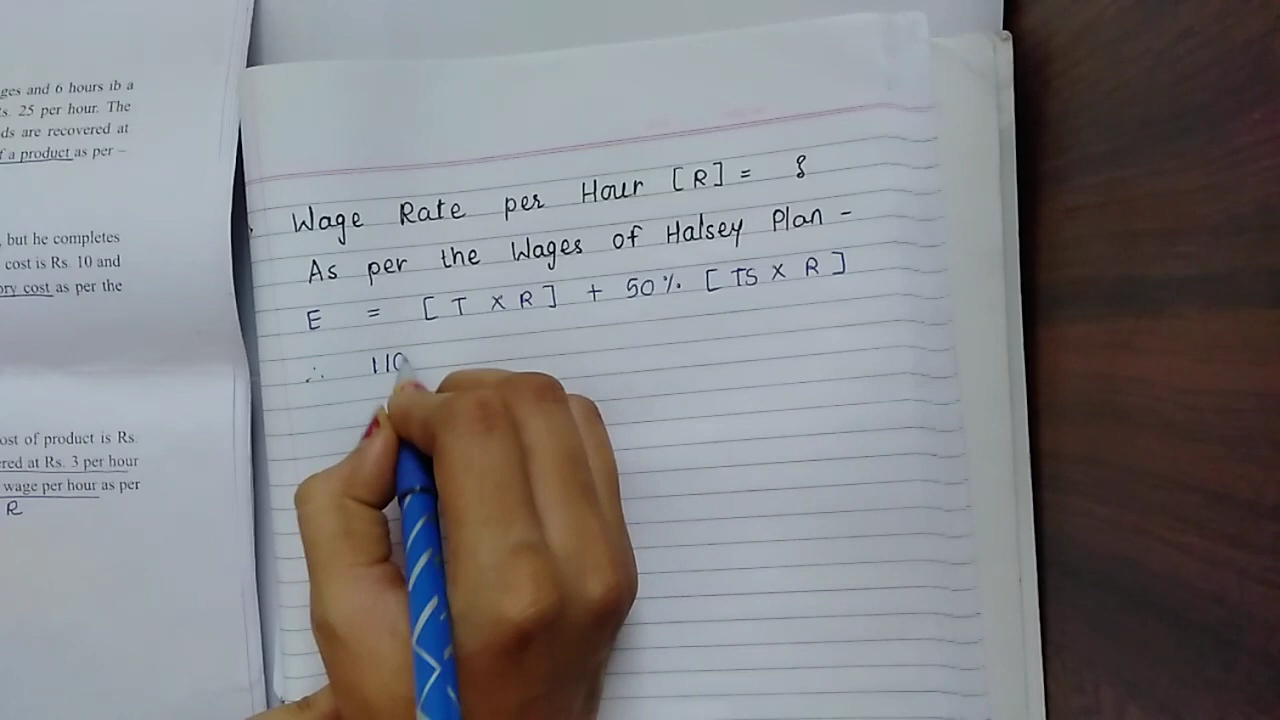 ges and 6 hours ib a
s. 25 per hour. The
ds are recovered at
f a product as per –
, but he completes
cost is Rs. 10 and
ory cost as per the
ost of product is Rs.
ered at Rs. 3 per hour
wage per hour as per
R
Wage Rate per Hour [R] = 8
As per the Wages of Halsey Plan -
E = [T X R] + 50% [TS X R]
∴ 110